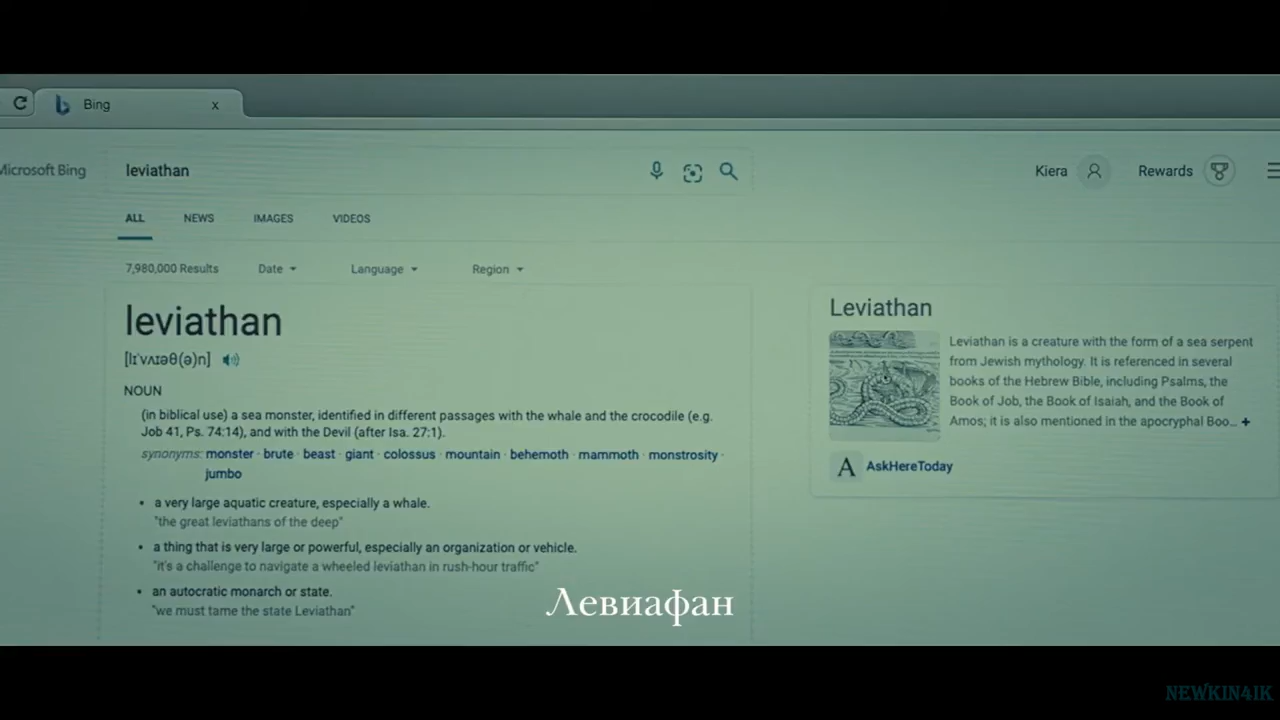 Bing x
Microsoft Bing leviathan Kiera Rewards
ALL NEWS IMAGES VIDEOS
7,980,000 Results Date Language Region
leviathan
[lɪˈvʌɪəθ(ə)n]
NOUN
(in biblical use) a sea monster, identified in different passages with the whale and the crocodile (e.g.
Job 41, Ps. 74:14), and with the Devil (after Isa. 27:1).
synonyms: monster · brute · beast · giant · colossus · mountain · behemoth · mammoth · monstrosity ·
jumbo
• a very large aquatic creature, especially a whale.
"the great leviathans of the deep"
• a thing that is very large or powerful, especially an organization or vehicle.
"it's a challenge to navigate a wheeled leviathan in rush-hour traffic"
• an autocratic monarch or state.
"we must tame the state Leviathan"
Leviathan
Leviathan is a creature with the form of a sea serpent
from Jewish mythology. It is referenced in several
books of the Hebrew Bible, including Psalms, the
Book of Job, the Book of Isaiah, and the Book of
Amos; it is also mentioned in the apocryphal Boo... +
A AskHereToday
Левиафан
NEWKIN4IK